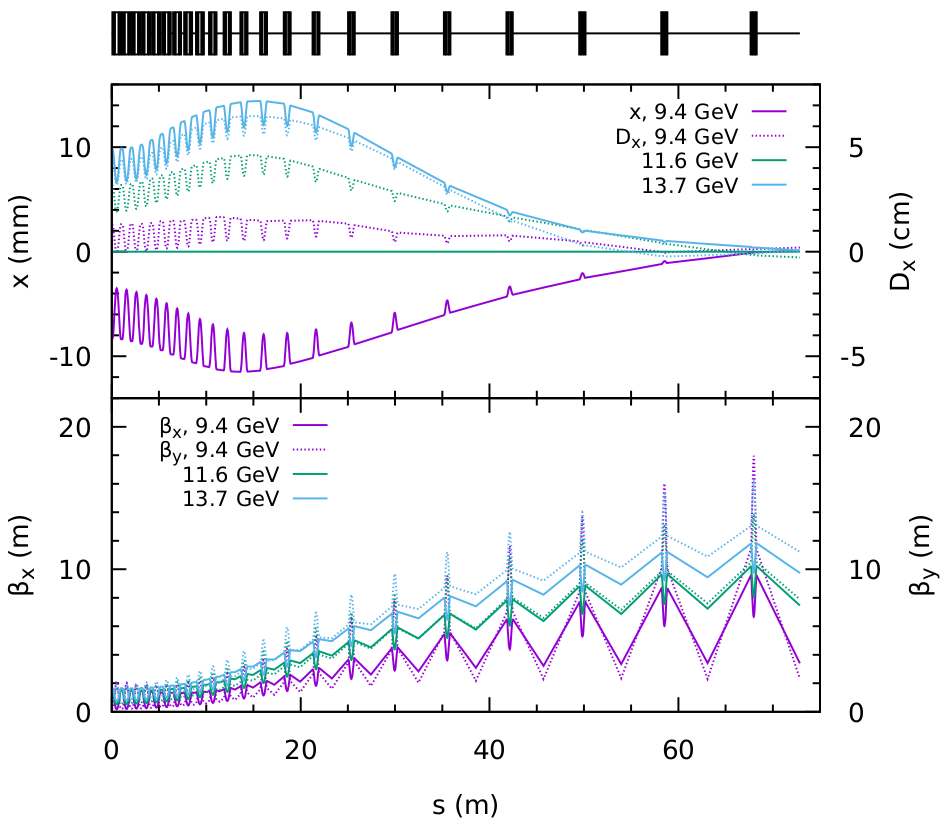 x, 9.4 GeV
Dx, 9.4 GeV
11.6 GeV
13.7 GeV
10
0
-10
x (mm)
5
0
-5
Dx (cm)
βx, 9.4 GeV
βy, 9.4 GeV
11.6 GeV
13.7 GeV
20
10
0
βx (m)
20
10
0
βy (m)
0 20 40 60
s (m)